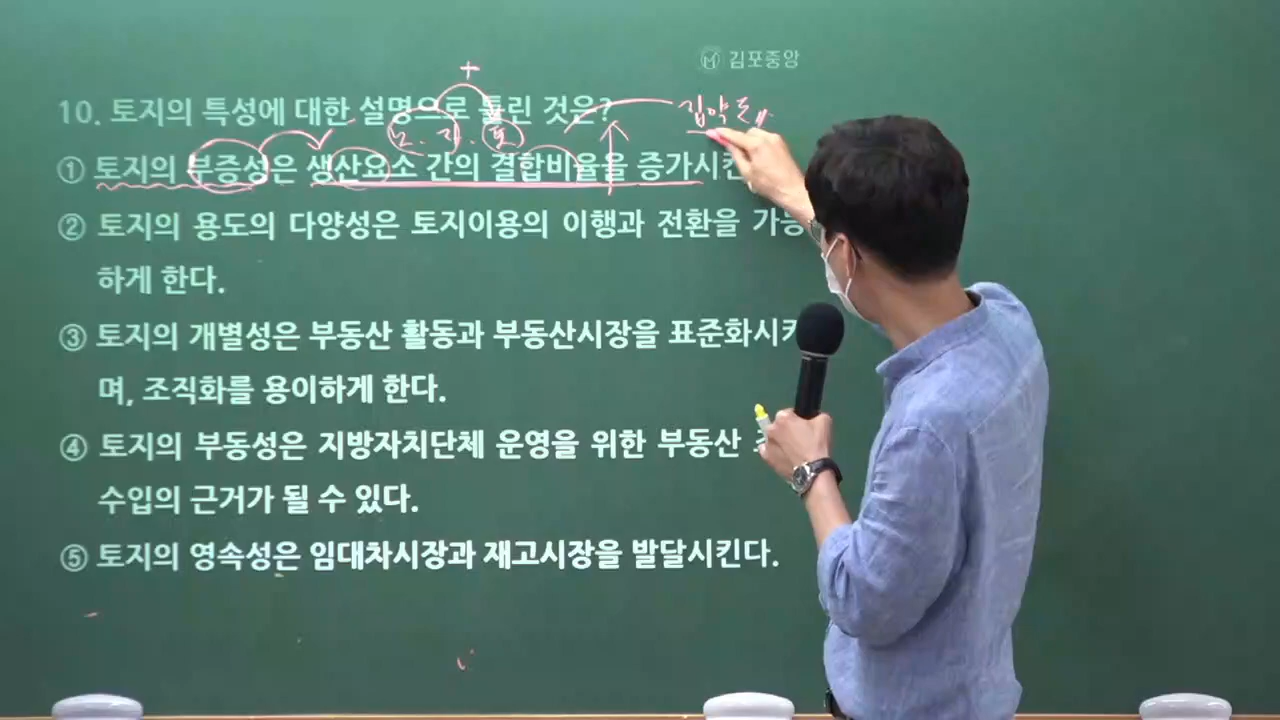 김포중앙
10. 토지의 특성에 대한 설명으로 틀린 것은?
집약도
노. 자. 토
① 토지의 부증성은 생산요소 간의 결합비율을 증가시킨
② 토지의 용도의 다양성은 토지이용의 이행과 전환을 가능
하게 한다.
③ 토지의 개별성은 부동산 활동과 부동산시장을 표준화시키
며, 조직화를 용이하게 한다.
④ 토지의 부동성은 지방자치단체 운영을 위한 부동산
수입의 근거가 될 수 있다.
⑤ 토지의 영속성은 임대차시장과 재고시장을 발달시킨다.